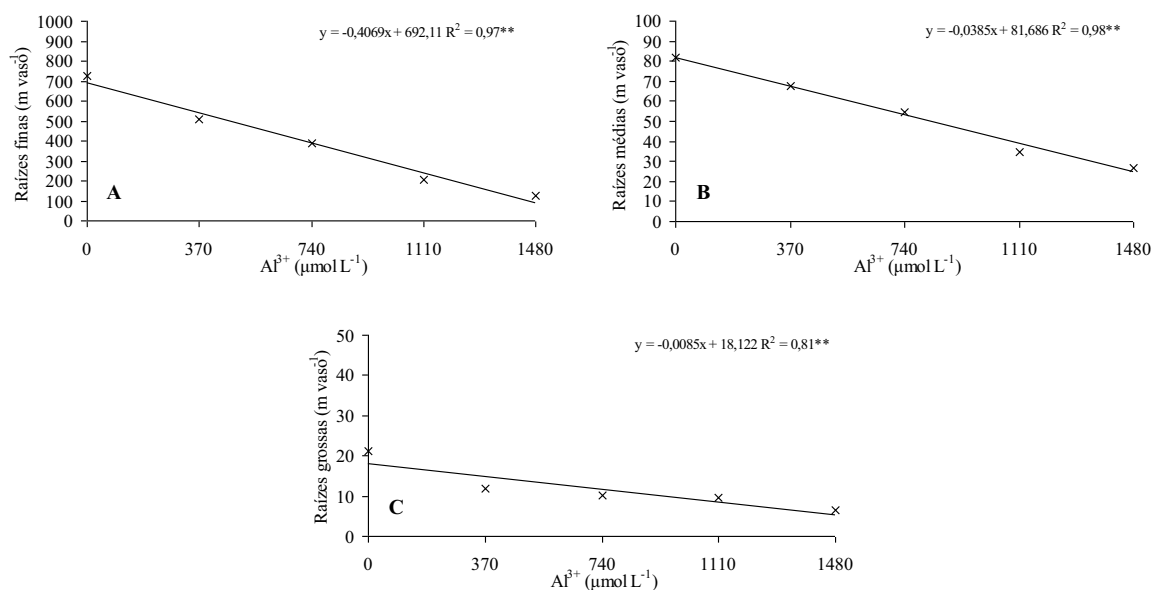 y = -0,4069x + 692,11 R² = 0,97**
Raízes finas (m vaso⁻¹)
1000
900
800
700
600
500
400
300
200
100
0
A
0 370 740 1110 1480
Al³⁺ (µmol L⁻¹)
y = -0,0385x + 81,686 R² = 0,98**
Raízes médias (m vaso⁻¹)
100
90
80
70
60
50
40
30
20
10
0
B
0 370 740 1110 1480
Al³⁺ (µmol L⁻¹)
y = -0,0085x + 18,122 R² = 0,81**
Raízes grossas (m vaso⁻¹)
50
40
30
20
10
0
C
0 370 740 1110 1480
Al³⁺ (µmol L⁻¹)